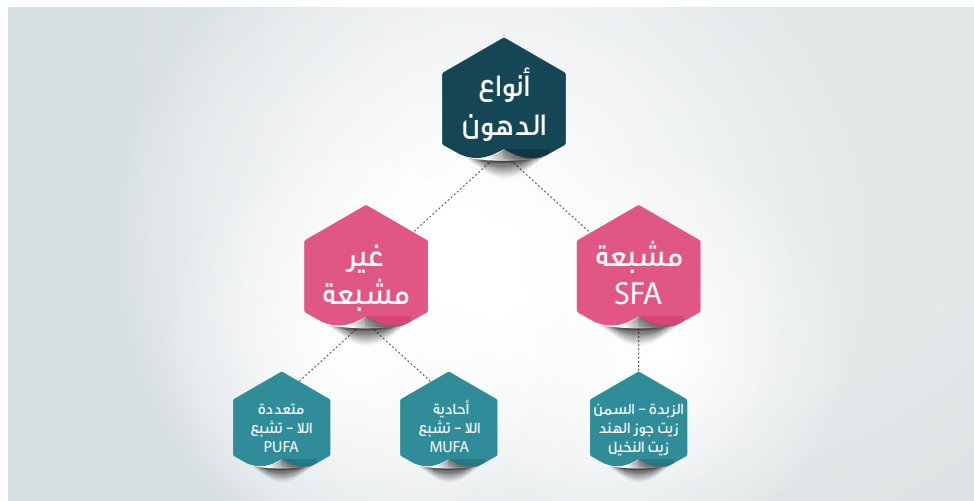 أنواع
الدهون
مشبعة
SFA
غير
مشبعة
الزبدة - السمن
زيت جوز الهند
زيت النخيل
أحادية
اللا - تشبع
MUFA
متعددة
اللا - تشبع
PUFA